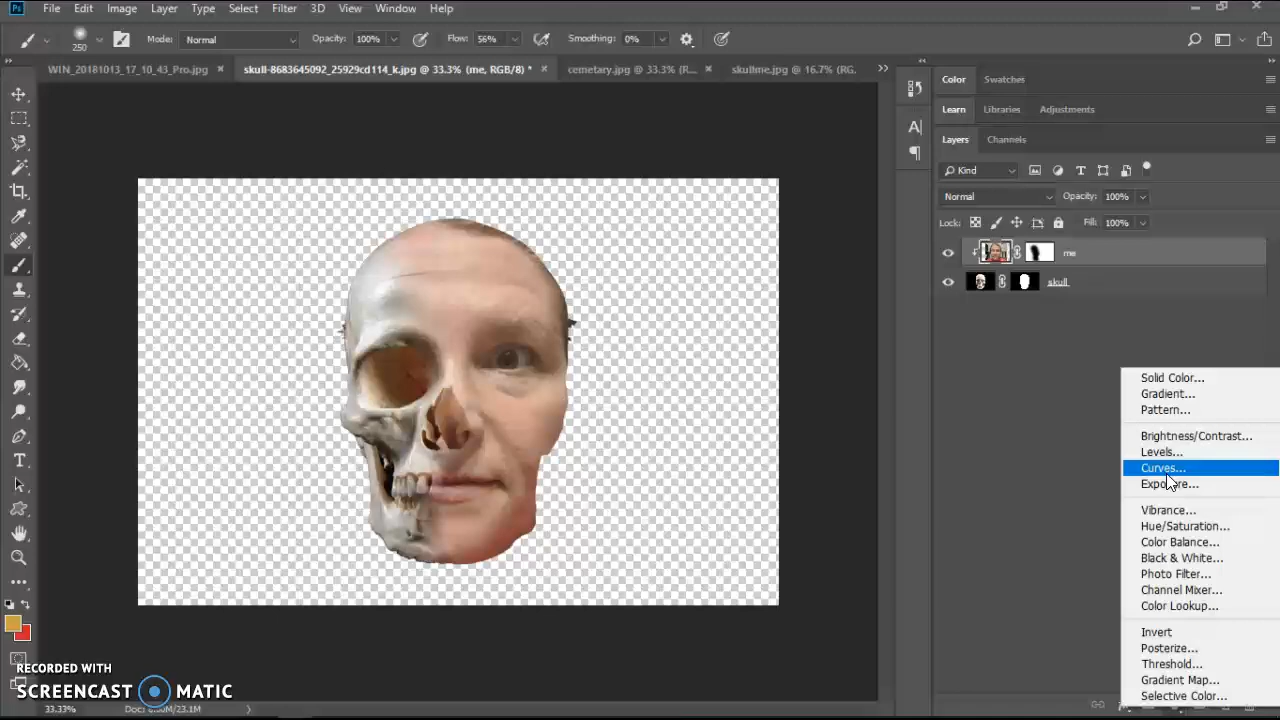 Ps File Edit Image Layer Type Select Filter 3D View Window Help
250 Mode: Normal Opacity: 100% Flow: 56% Smoothing: 0%
WIN_20181013_17_10_43_Pro.jpg × skull-8683645092_25929cd114_k.jpg @ 33.3% (me, RGB/8) * × cemetary.jpg @ 33.3% (R... × skullme.jpg @ 16.7% (RG.
Color Swatches
Learn Libraries Adjustments
Layers Channels
Kind
Normal Opacity: 100%
Lock: Fill: 100%
me
skull
Solid Color...
Gradient...
Pattern...
Brightness/Contrast...
Levels...
Curves...
Exposure...
Vibrance...
Hue/Saturation...
Color Balance...
Black & White...
Photo Filter...
Channel Mixer...
Color Lookup...
Invert
Posterize...
Threshold...
Gradient Map...
Selective Color...
RECORDED WITH
SCREENCAST MATIC
33.33%